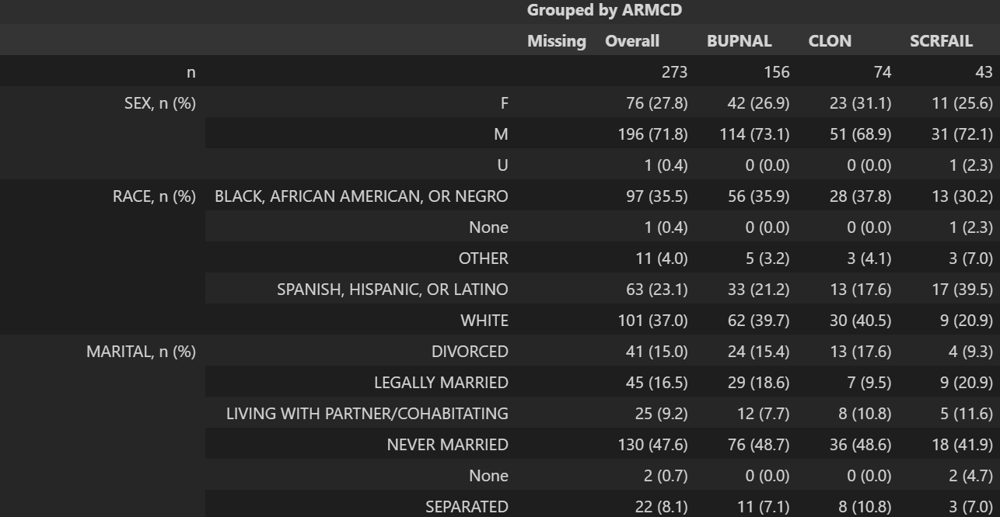 Grouped by ARMCD
Missing Overall BUPNAL CLON SCRFAIL
n 273 156 74 43
SEX, n (%) F 76 (27.8) 42 (26.9) 23 (31.1) 11 (25.6)
M 196 (71.8) 114 (73.1) 51 (68.9) 31 (72.1)
U 1 (0.4) 0 (0.0) 0 (0.0) 1 (2.3)
RACE, n (%) BLACK, AFRICAN AMERICAN, OR NEGRO 97 (35.5) 56 (35.9) 28 (37.8) 13 (30.2)
None 1 (0.4) 0 (0.0) 0 (0.0) 1 (2.3)
OTHER 11 (4.0) 5 (3.2) 3 (4.1) 3 (7.0)
SPANISH, HISPANIC, OR LATINO 63 (23.1) 33 (21.2) 13 (17.6) 17 (39.5)
WHITE 101 (37.0) 62 (39.7) 30 (40.5) 9 (20.9)
MARITAL, n (%) DIVORCED 41 (15.0) 24 (15.4) 13 (17.6) 4 (9.3)
LEGALLY MARRIED 45 (16.5) 29 (18.6) 7 (9.5) 9 (20.9)
LIVING WITH PARTNER/COHABITATING 25 (9.2) 12 (7.7) 8 (10.8) 5 (11.6)
NEVER MARRIED 130 (47.6) 76 (48.7) 36 (48.6) 18 (41.9)
None 2 (0.7) 0 (0.0) 0 (0.0) 2 (4.7)
SEPARATED 22 (8.1) 11 (7.1) 8 (10.8) 3 (7.0)